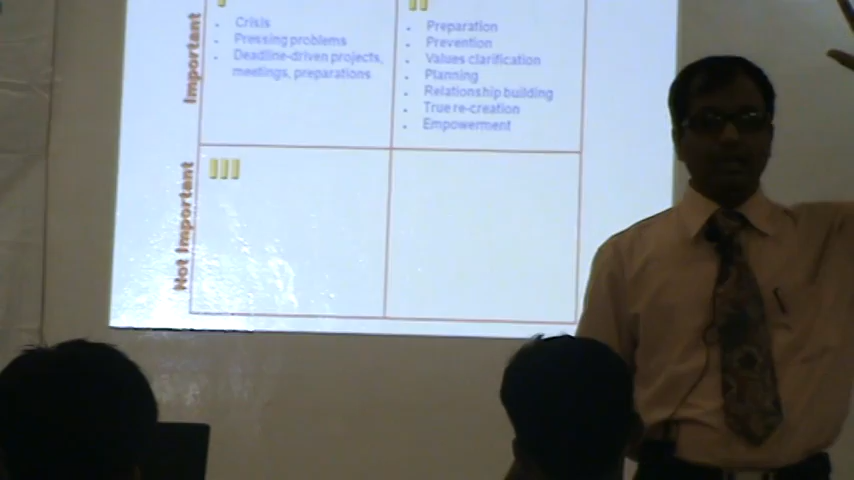 II
Important
Crisis
Pressing problems
Deadline-driven projects,
meetings, preparations
Preparation
Prevention
Values clarification
Planning
Relationship building
True re-creation
Empowerment
Not Important
III